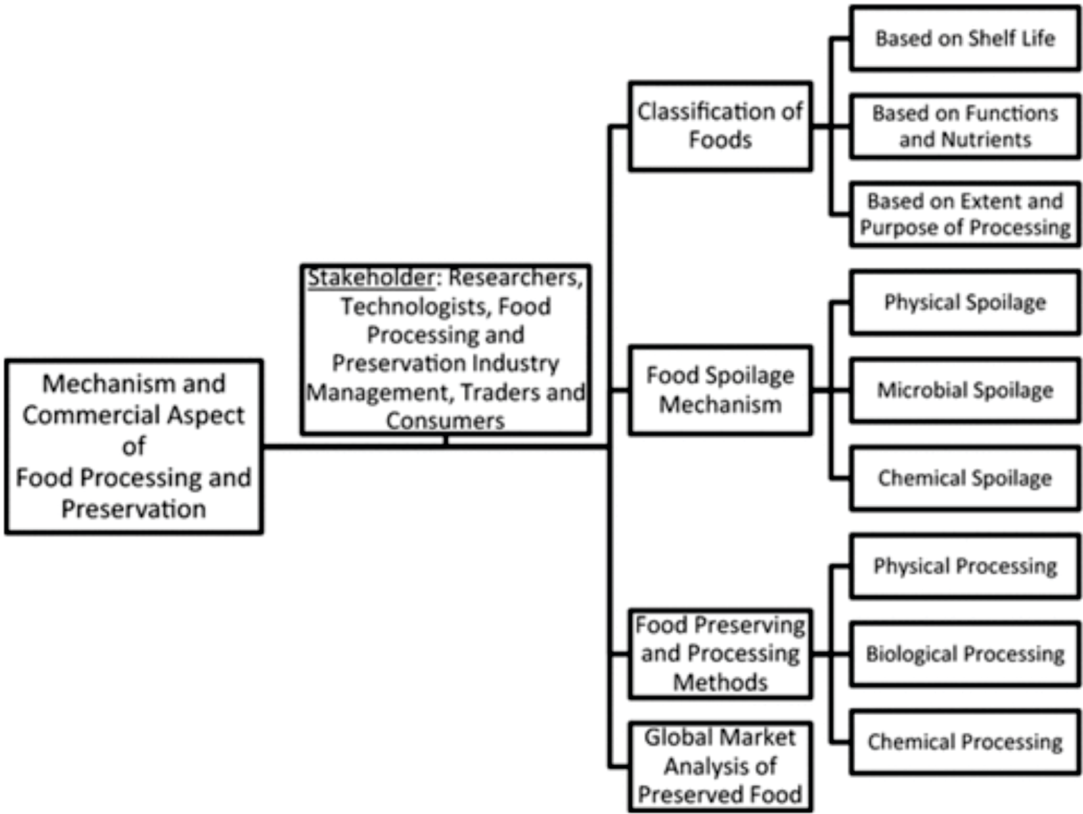 Mechanism and
Commercial Aspect
of
Food Processing and
Preservation
Stakeholder: Researchers,
Technologists, Food
Processing and
Preservation Industry
Management, Traders and
Consumers
Classification of
Foods
Based on Shelf Life
Based on Functions
and Nutrients
Based on Extent and
Purpose of Processing
Food Spoilage
Mechanism
Physical Spoilage
Microbial Spoilage
Chemical Spoilage
Food Preserving
and Processing
Methods
Physical Processing
Biological Processing
Chemical Processing
Global Market
Analysis of
Preserved Food